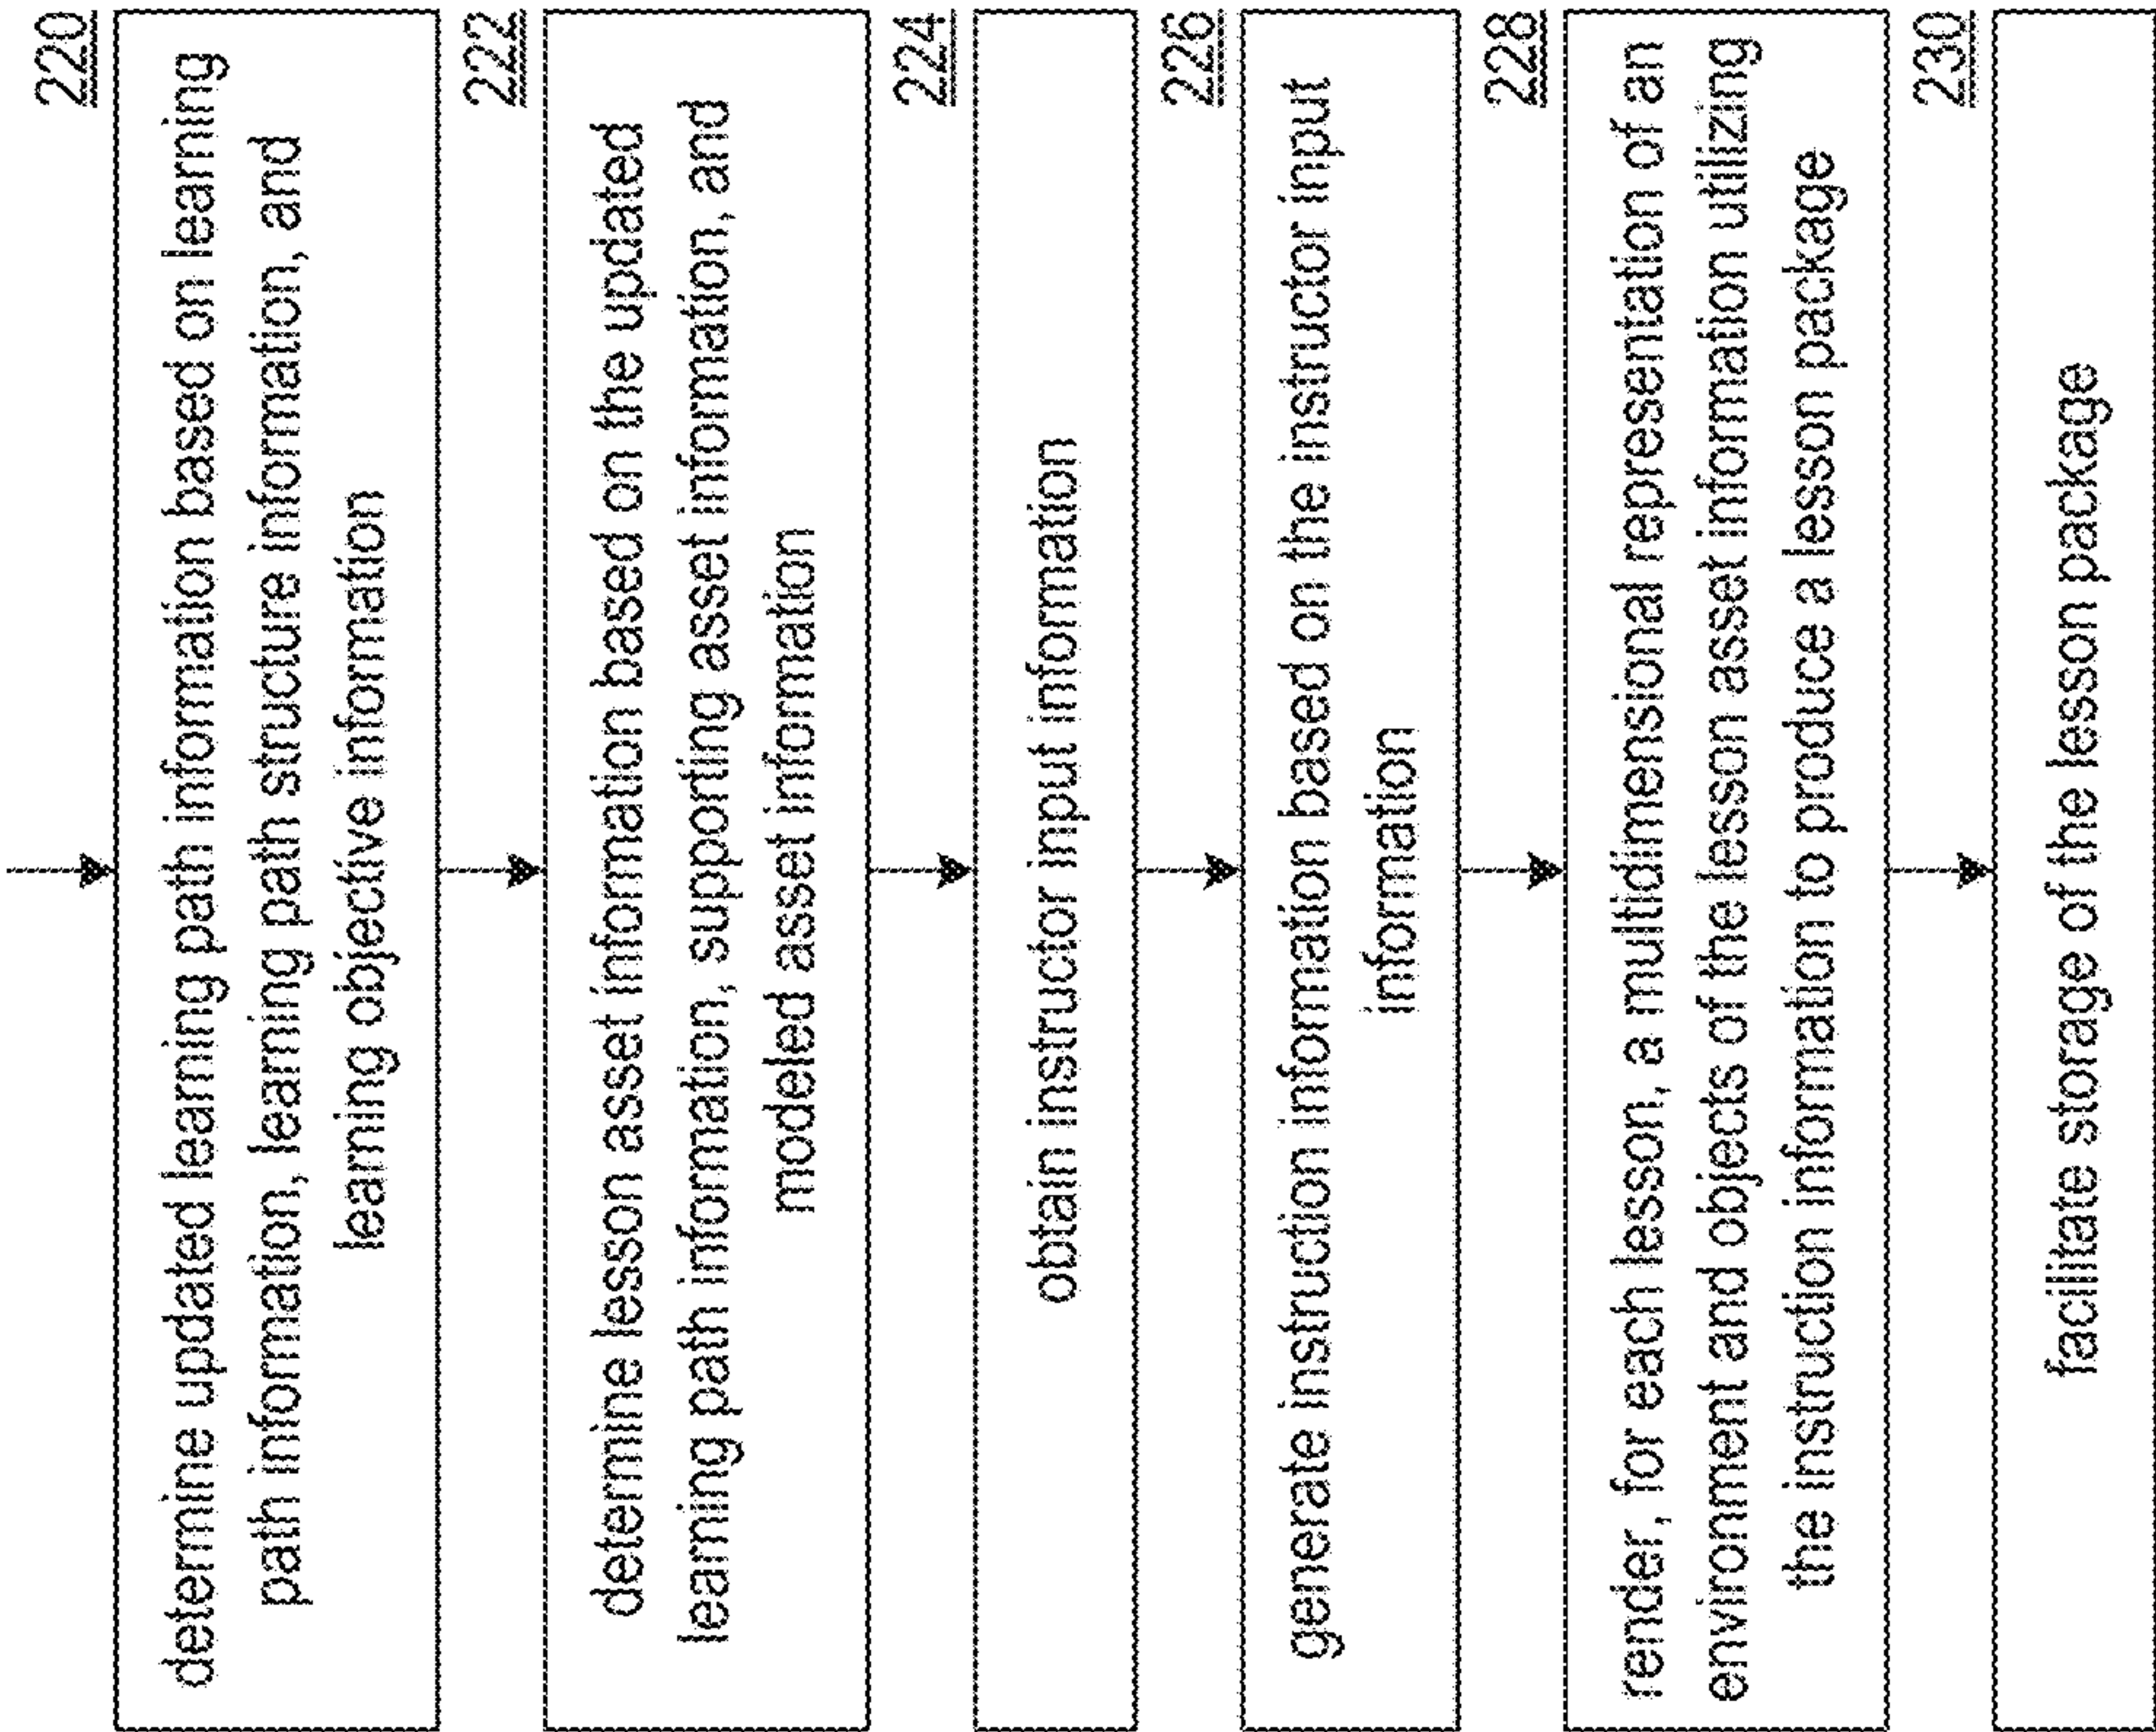 220
determine updated learning path information based on learning
path information, learning path structure information, and
learning objective information
222
determine lesson asset information based on the updated
learning path information, supporting asset information, and
modeled asset information
224
obtain instructor input information
226
generate instruction information based on the instructor input
information
228
render, for each lesson, a multidimensional representation of an
environment and objects of the lesson asset information utilizing
the instruction information to produce a lesson package
230
facilitate storage of the lesson package